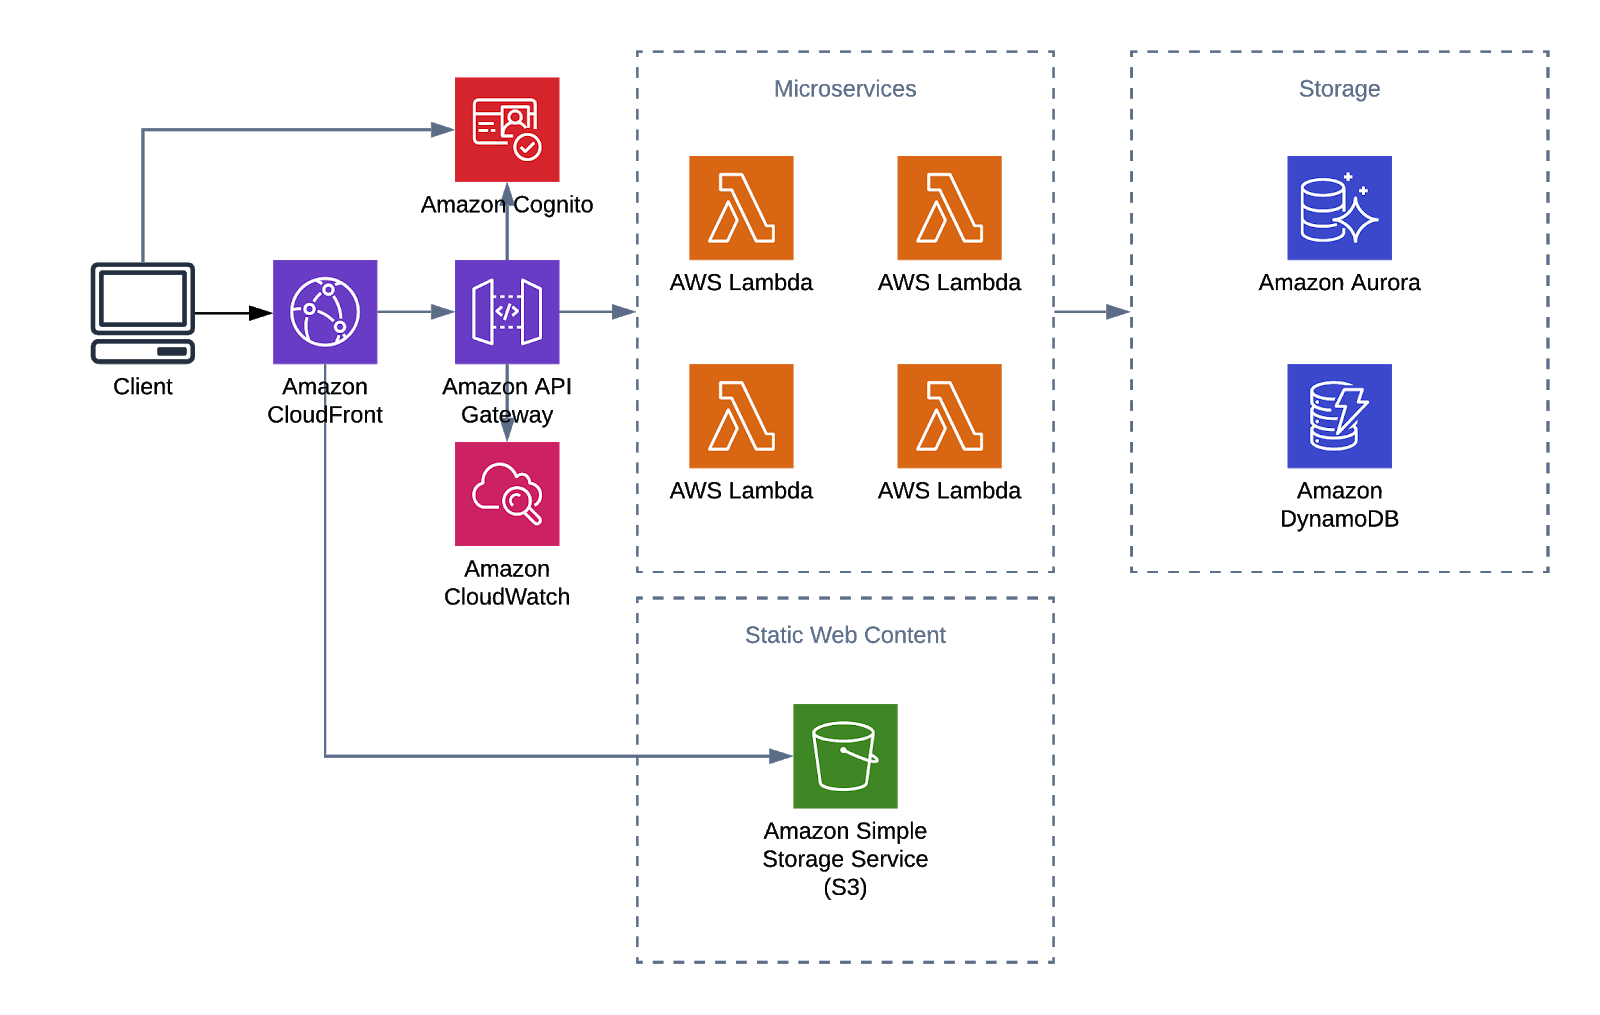 Microservices
Storage
Amazon Cognito
AWS Lambda
AWS Lambda
Amazon Aurora
Client
Amazon
CloudFront
Amazon API
Gateway
AWS Lambda
AWS Lambda
Amazon
DynamoDB
Amazon
CloudWatch
Static Web Content
Amazon Simple
Storage Service
(S3)